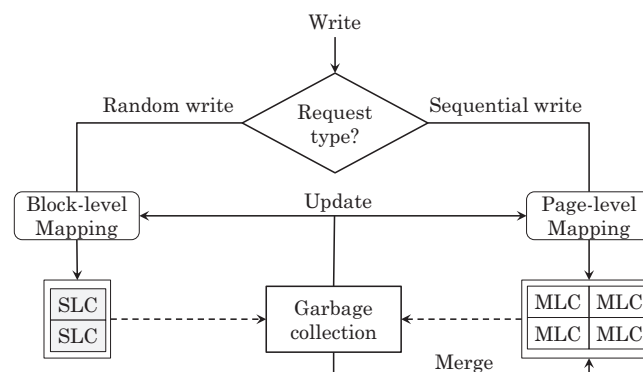 Write
Random write
Request
type?
Sequential write
Block-level
Mapping
Update
Page-level
Mapping
SLC
SLC
Garbage
collection
MLC MLC
MLC MLC
Merge